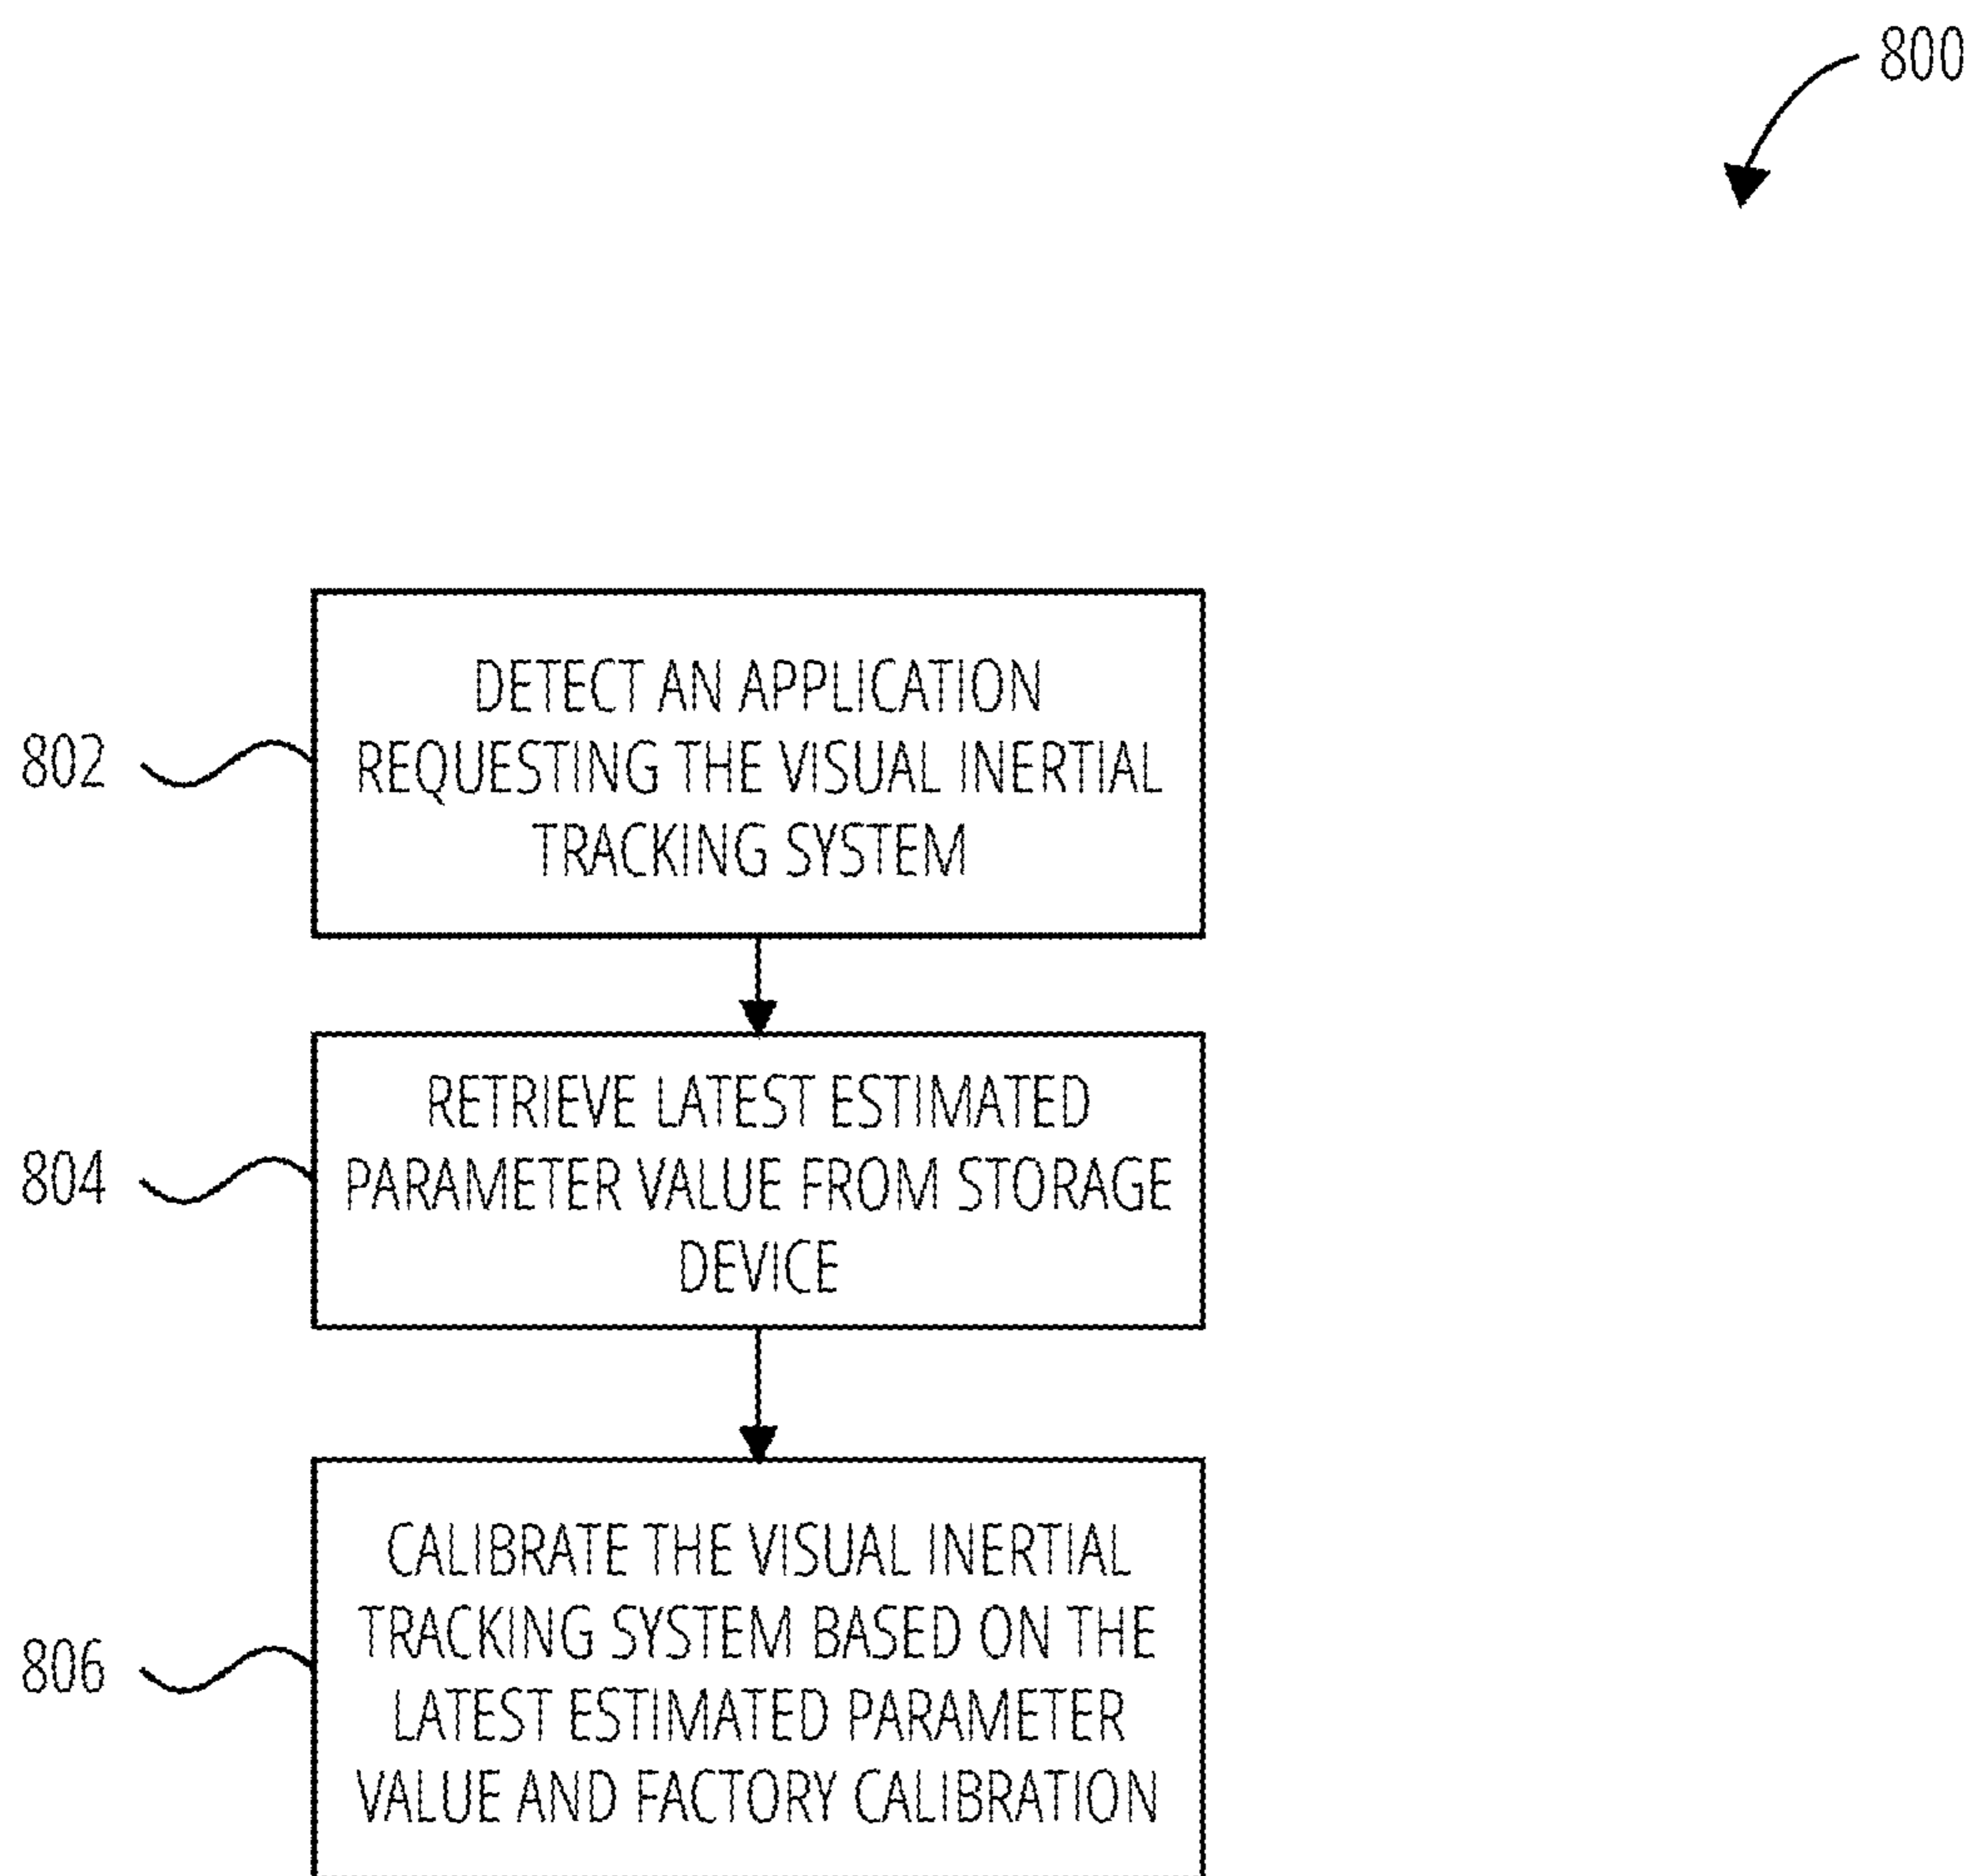 800
802
DETECT AN APPLICATION
REQUESTING THE VISUAL INERTIAL
TRACKING SYSTEM
804
RETRIEVE LATEST ESTIMATED
PARAMETER VALUE FROM STORAGE
DEVICE
806
CALIBRATE THE VISUAL INERTIAL
TRACKING SYSTEM BASED ON THE
LATEST ESTIMATED PARAMETER
VALUE AND FACTORY CALIBRATION